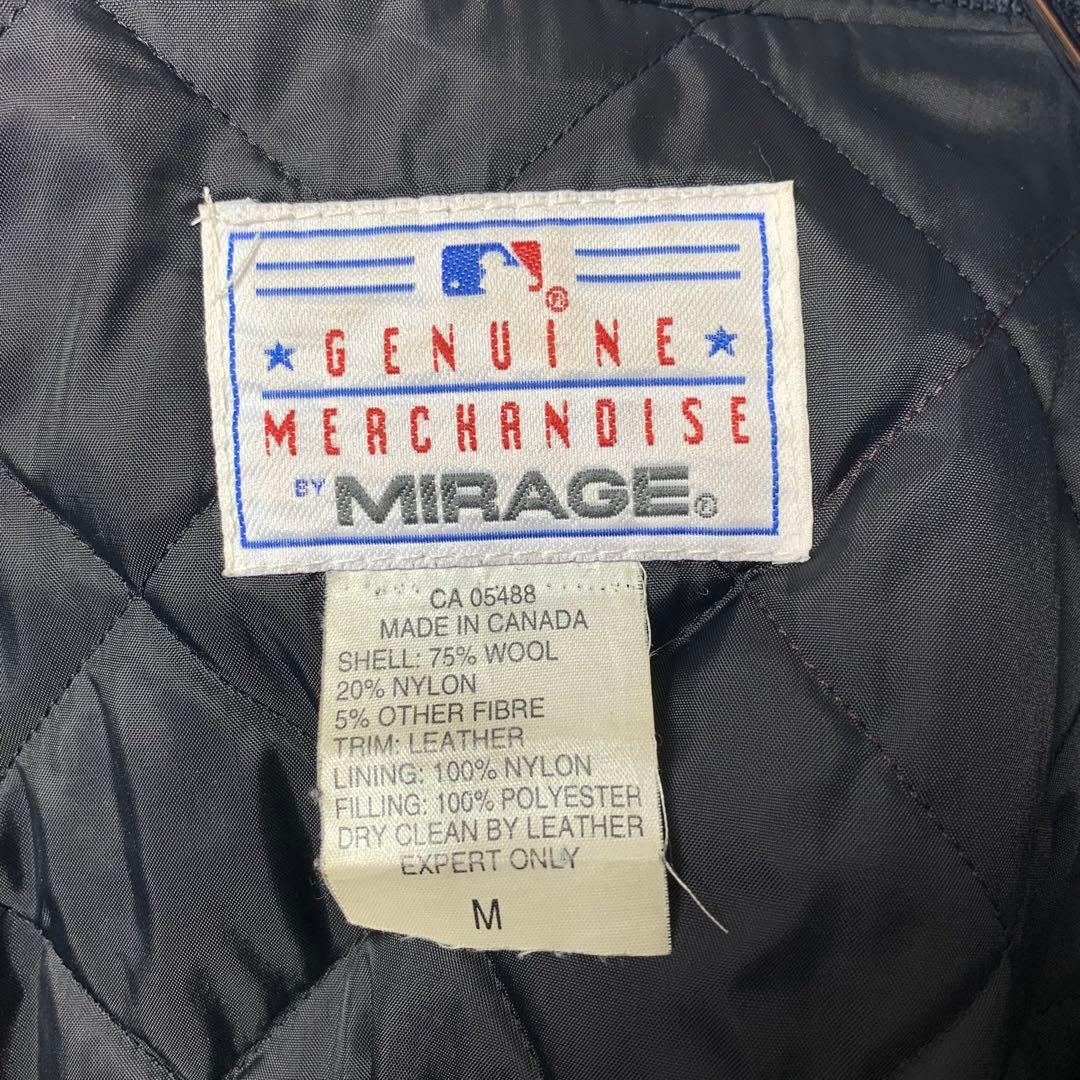 ®
GENUINE
MERCHANDISE
BY MIRAGE®
CA 05488
MADE IN CANADA
SHELL: 75% WOOL
20% NYLON
5% OTHER FIBRE
TRIM: LEATHER
LINING: 100% NYLON
FILLING: 100% POLYESTER
DRY CLEAN BY LEATHER
EXPERT ONLY
M